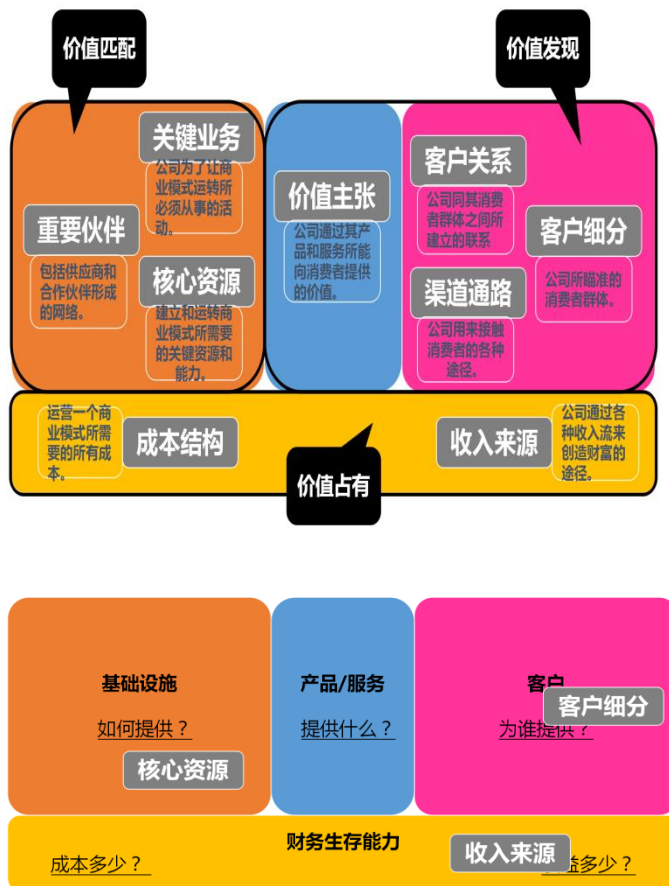 价值匹配
价值发现
关键业务
公司为了让商
业模式运转所
必须从事的活
动。
重要伙伴
包括供应商和
合作伙伴形成
的网络。
核心资源
建立和运转商
业模式所需要
的关键资源和
能力。
价值主张
公司通过其产
品和服务所能
向消费者提供
的价值。
客户关系
公司同其消费
者群体之间所
建立的联系
客户细分
公司所瞄准的
消费者群体。
渠道通路
公司用来接触
消费者的各种
途径。
运营一个商
业模式所需
要的所有成
本。
成本结构
收入来源
公司通过各
种收入流来
创造财富的
途径。
价值占有
基础设施
如何提供？
核心资源
产品/服务
提供什么？
客户
客户细分
为谁提供？
财务生存能力
成本多少？
收入来源
益多少？